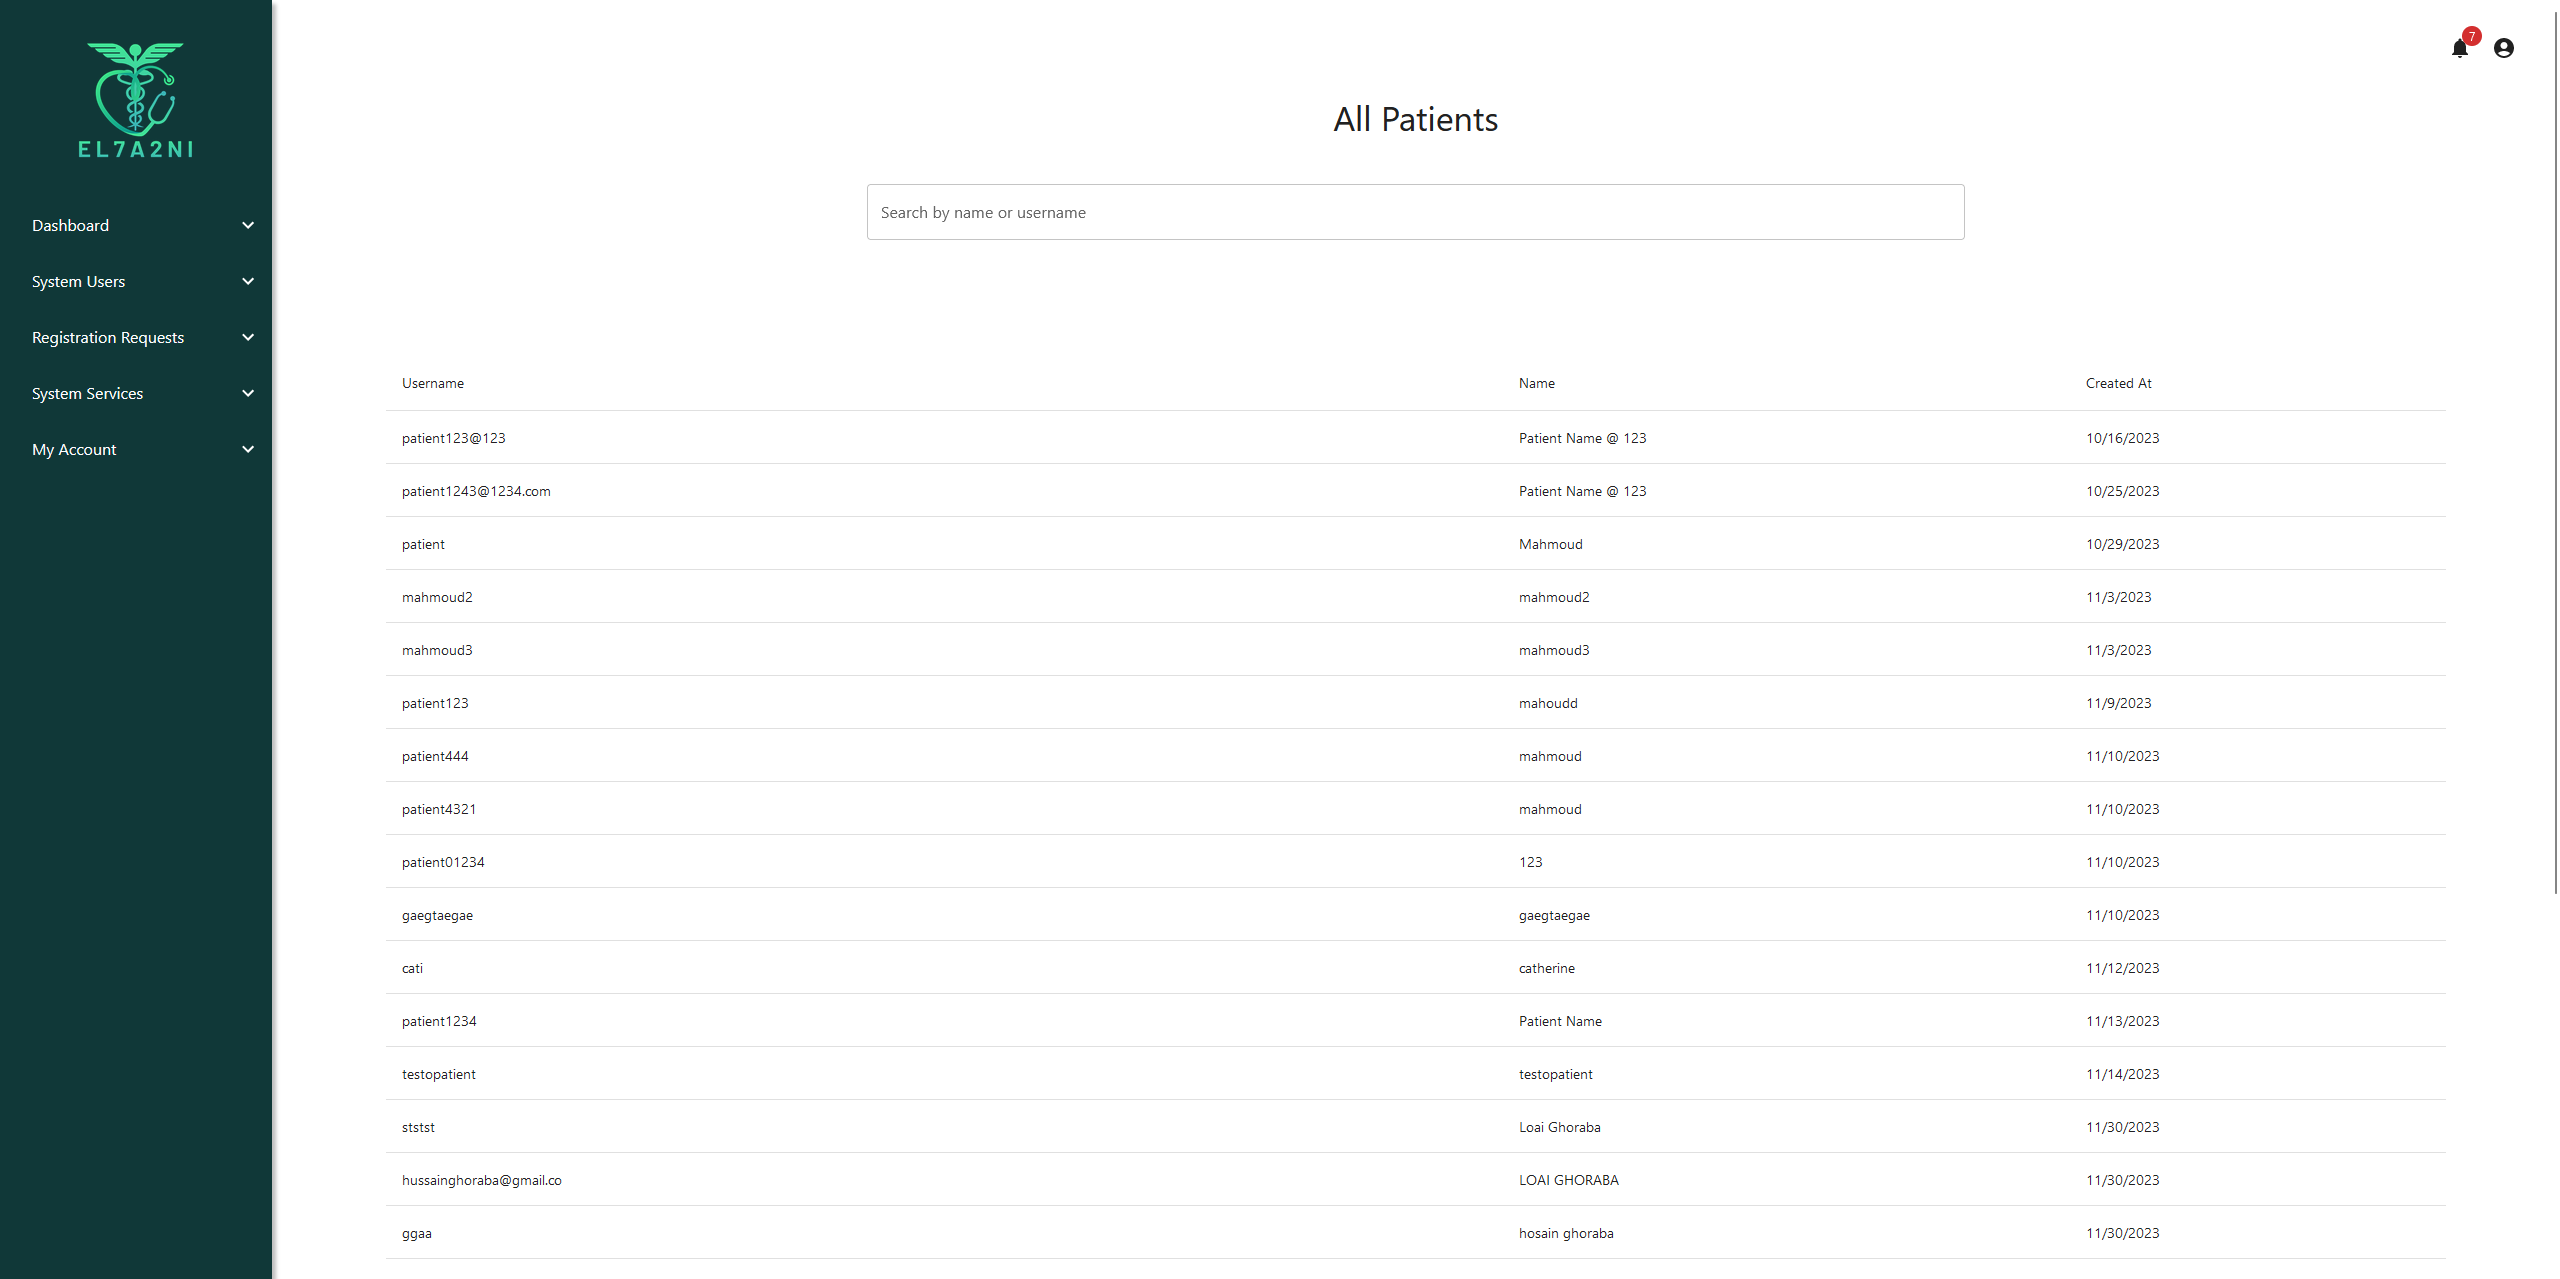 EL7A2NI
7
All Patients
Search by name or username
Dashboard
System Users
Registration Requests
System Services
My Account
Username Name Created At
patient123@123 Patient Name @ 123 10/16/2023
patient1243@1234.com Patient Name @ 123 10/25/2023
patient Mahmoud 10/29/2023
mahmoud2 mahmoud2 11/3/2023
mahmoud3 mahmoud3 11/3/2023
patient123 mahoudd 11/9/2023
patient444 mahmoud 11/10/2023
patient4321 mahmoud 11/10/2023
patient01234 123 11/10/2023
gaegtaegae gaegtaegae 11/10/2023
cati catherine 11/12/2023
patient1234 Patient Name 11/13/2023
testopatient testopatient 11/14/2023
ststst Loai Ghoraba 11/30/2023
hussainghoraba@gmail.co LOAI GHORABA 11/30/2023
ggaa hosain ghoraba 11/30/2023